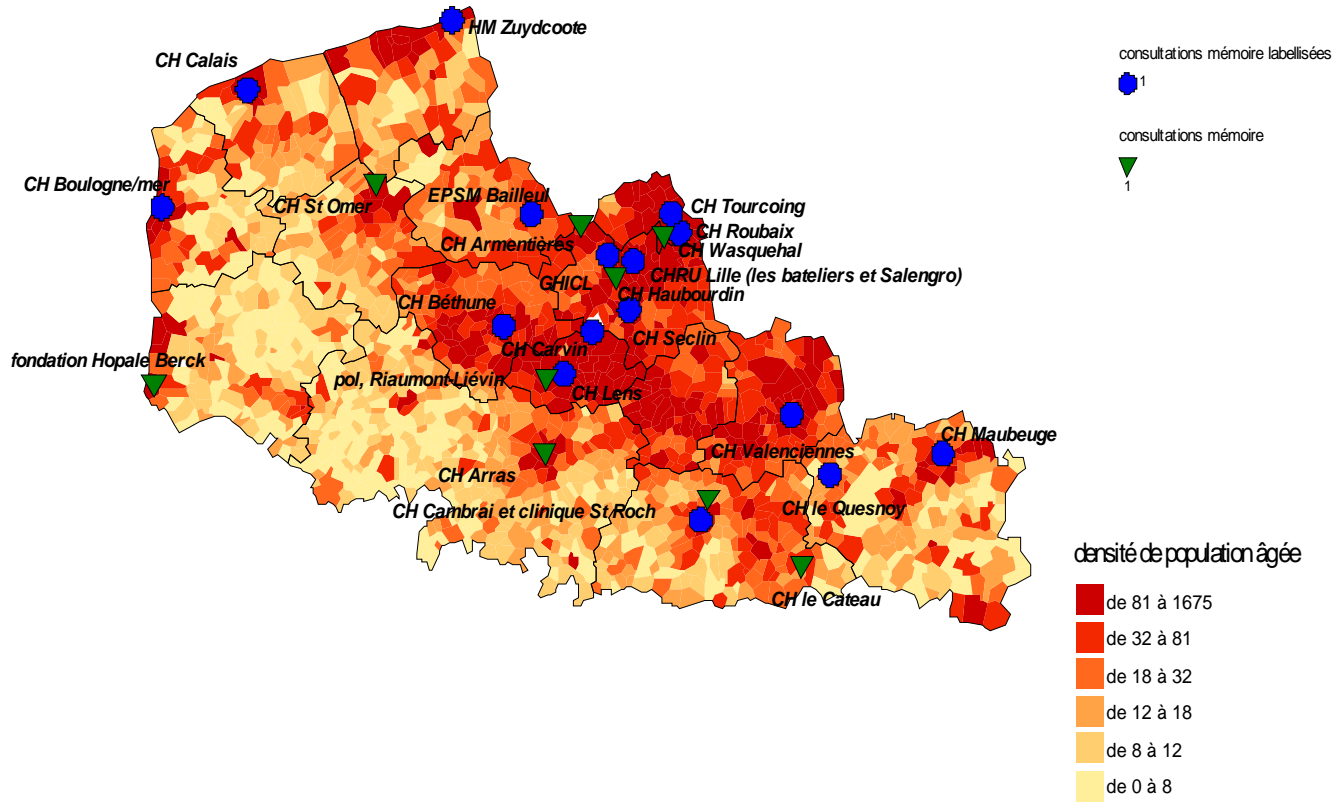 HM Zuydcoote
CH Calais
consultations mémoire labellisées
1
consultations mémoire
1
CH Boulogne/mer
CH St Omer
EPSM Bailleul
CH Tourcoing
CH Roubaix
CH Armentières
CH Wasquehal
GHICL
CHRU Lille (les bateliers et Salengro)
CH Haubourdin
CH Béthune
CH Seclin
CH Carvin
fondation Hopale Berck
pol, Riaumont-Liévin
CH Lens
CH Maubeuge
CH Valenciennes
CH Arras
CH Cambrai et clinique St Roch
CH le Quesnoy
CH le Cateau
densité de population âgée
de 81 à 1675
de 32 à 81
de 18 à 32
de 12 à 18
de 8 à 12
de 0 à 8